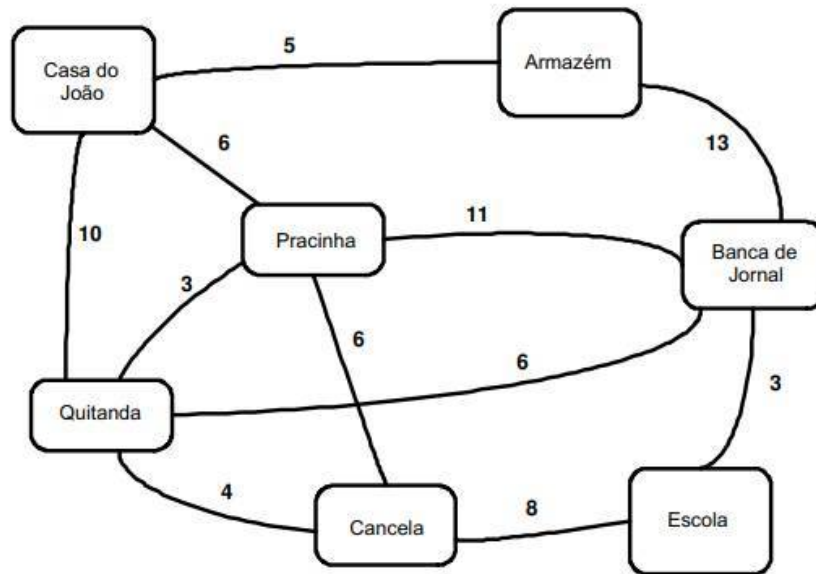 5
Casa do
João
Armazém
6
13
10
Pracinha
11
Banca de
Jornal
3
6
6
3
Quitanda
4
Cancela
8
Escola